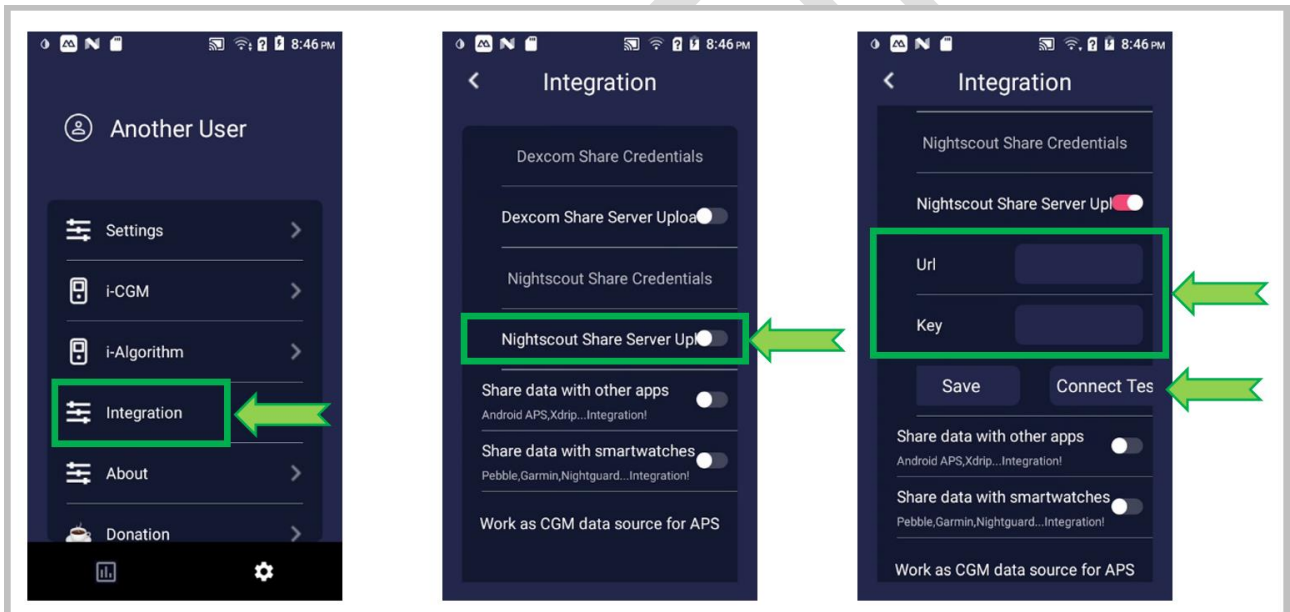 8:46 PM
Another User
Settings
i-CGM
i-Algorithm
Integration
About
Donation
8:46 PM
Integration
Dexcom Share Credentials
Dexcom Share Server Uploa
Nightscout Share Credentials
Nightscout Share Server Upl
Share data with other apps
Android APS,Xdrip...Integration!
Share data with smartwatches
Pebble,Garmin,Nightguard...Integration!
Work as CGM data source for APS
8:46 PM
Integration
Nightscout Share Credentials
Nightscout Share Server Upl
Url
Key
Save Connect Tes
Share data with other apps
Android APS,Xdrip...Integration!
Share data with smartwatches
Pebble,Garmin,Nightguard...Integration!
Work as CGM data source for APS